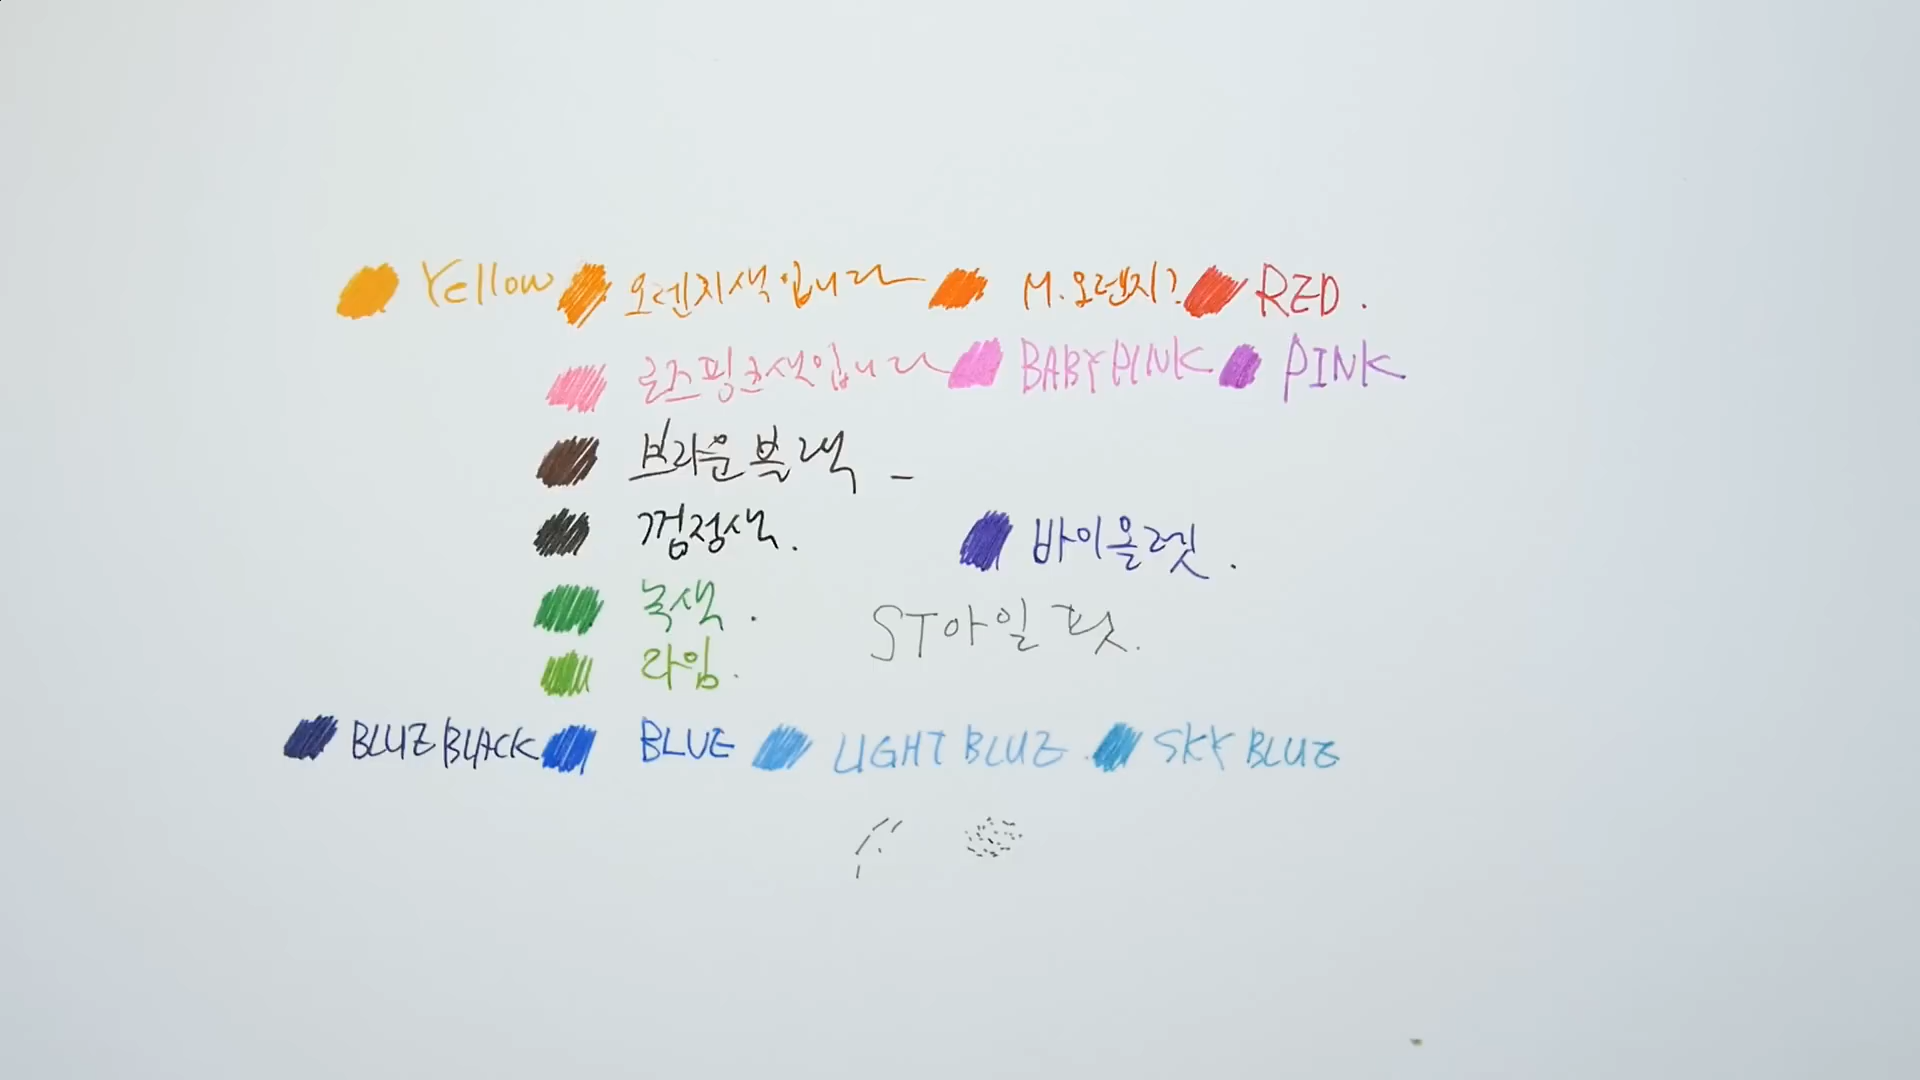 Yellow 오렌지색입니다 M.오렌지? RED.
로즈핑크색입니다 BABY PINK PINK
브라운블랙 -
껌정색. 바이올렛.
녹색. ST아일 핏.
라임.
BLUE BLACK BLUE LIGHT BLUE. SKY BLUE